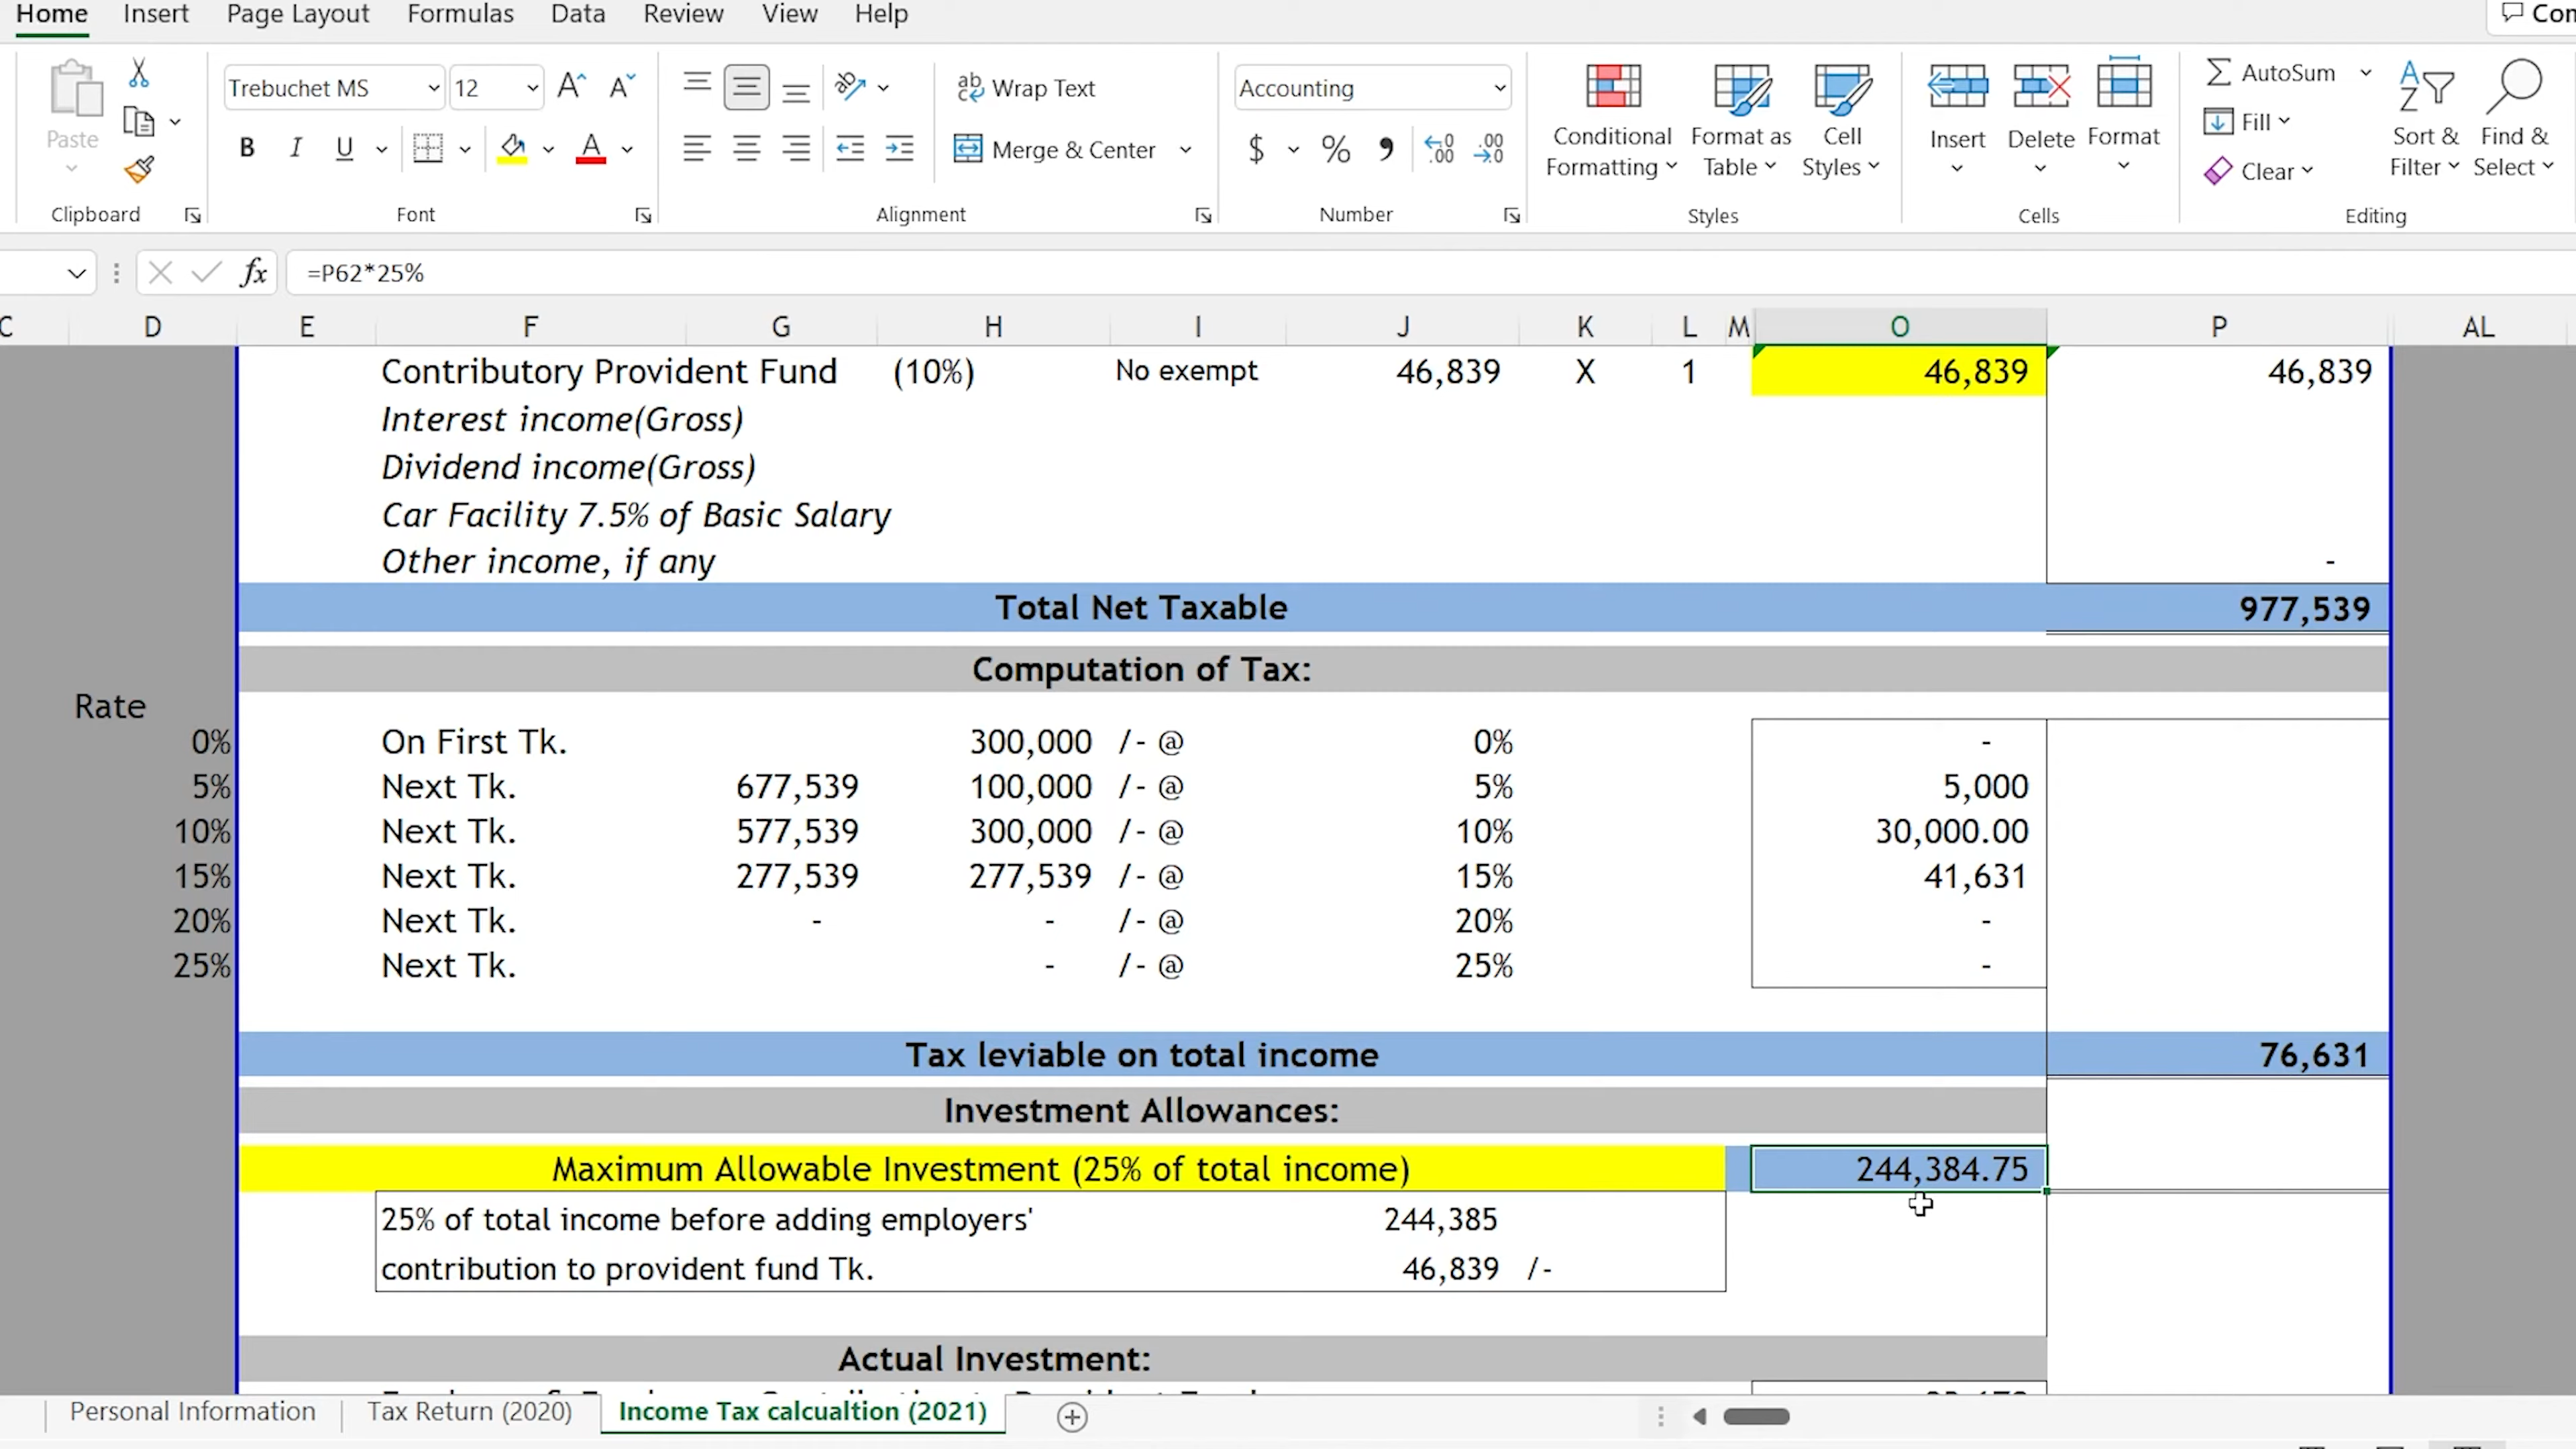 Home Insert Page Layout Formulas Data Review View Help
Trebuchet MS 12 A A ab Wrap Text Accounting AutoSum
Paste B I U A Merge & Center $ % , .00 .00 Conditional Formatting Format as Table Cell Styles Insert Delete Format Fill Clear Sort & Filter Find & Select
Clipboard Font Alignment Number Styles Cells Editing
fx =P62*25%
C D E F G H I J K L M O P AL
Contributory Provident Fund (10%) No exempt 46,839 X 1 46,839 46,839
Interest income(Gross)
Dividend income(Gross)
Car Facility 7.5% of Basic Salary
Other income, if any -
Total Net Taxable 977,539
Computation of Tax:
Rate
0% On First Tk. 300,000 /- @ 0% -
5% Next Tk. 677,539 100,000 /- @ 5% 5,000
10% Next Tk. 577,539 300,000 /- @ 10% 30,000.00
15% Next Tk. 277,539 277,539 /- @ 15% 41,631
20% Next Tk. - - /- @ 20% -
25% Next Tk. - /- @ 25% -
Tax leviable on total income 76,631
Investment Allowances:
Maximum Allowable Investment (25% of total income) 244,384.75
25% of total income before adding employers' 244,385
contribution to provident fund Tk. 46,839 /-
Actual Investment:
Personal Information Tax Return (2020) Income Tax calcualtion (2021)